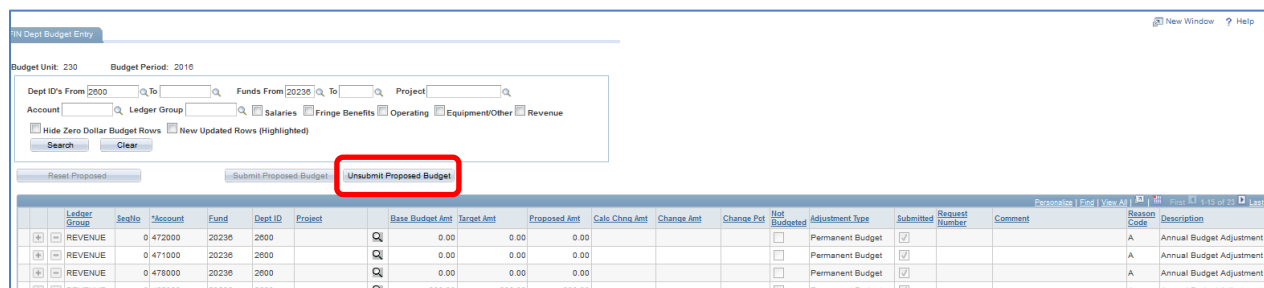 New Window ? Help
FIN Dept Budget Entry
Budget Unit: 230 Budget Period: 2016
Dept ID's From 2600 To Funds From 20236 To Project
Account Ledger Group Salaries Fringe Benefits Operating Equipment/Other Revenue
Hide Zero Dollar Budget Rows New Updated Rows (Highlighted)
Search Clear
Reset Proposed Submit Proposed Budget Unsubmit Proposed Budget
Personalize | Find | View All | First 1-15 of 23 Last
Ledger Group SeqNo *Account Fund Dept ID Project Base Budget Amt Target Amt Proposed Amt Calc Chnq Amt Change Amt Change Pct Not Budgeted Adjustment Type Submitted Request Number Comment Reason Code Description
REVENUE 0 472000 20236 2600 0.00 0.00 0.00 Permanent Budget A Annual Budget Adjustment
REVENUE 0 471000 20236 2600 0.00 0.00 0.00 Permanent Budget A Annual Budget Adjustment
REVENUE 0 478000 20236 2600 0.00 0.00 0.00 Permanent Budget A Annual Budget Adjustment